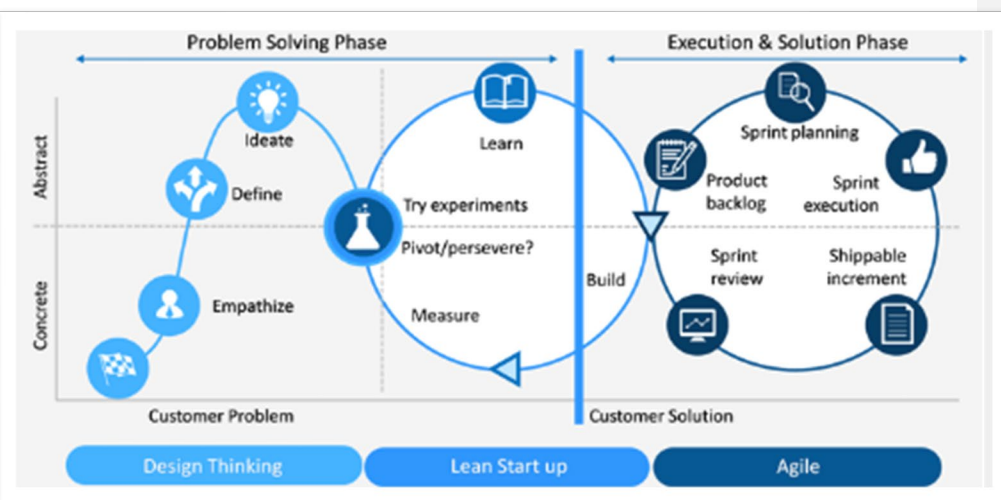 Problem Solving Phase
Execution & Solution Phase
Abstract
Concrete
Ideate
Define
Empathize
Learn
Try experiments
Pivot/persevere?
Measure
Build
Sprint planning
Product
backlog
Sprint
execution
Sprint
review
Shippable
increment
Customer Problem
Customer Solution
Design Thinking
Lean Start up
Agile